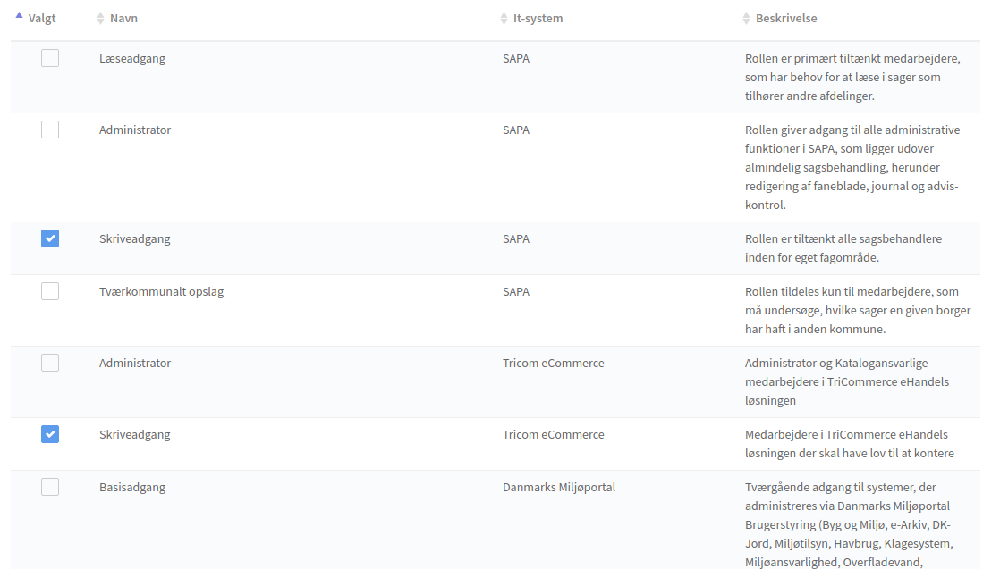 Valgt Navn It-system Beskrivelse
Læseadgang SAPA Rollen er primært tiltænkt medarbejdere,
som har behov for at læse i sager som
tilhører andre afdelinger.
Administrator SAPA Rollen giver adgang til alle administrative
funktioner i SAPA, som ligger udover
almindelig sagsbehandling, herunder
redigering af faneblade, journal og advis-
kontrol.
Skriveadgang SAPA Rollen er tiltænkt alle sagsbehandlere
inden for eget fagområde.
Tværkommunalt opslag SAPA Rollen tildeles kun til medarbejdere, som
må undersøge, hvilke sager en given borger
har haft i anden kommune.
Administrator Tricom eCommerce Administrator og Katalogansvarlige
medarbejdere i TriCommerce eHandels
løsningen
Skriveadgang Tricom eCommerce Medarbejdere i TriCommerce eHandels
løsningen der skal have lov til at kontere
Basisadgang Danmarks Miljøportal Tværgående adgang til systemer, der
administreres via Danmarks Miljøportal
Brugerstyring (Byg og Miljø, e-Arkiv, DK-
Jord, Miljøtilsyn, Havbrug, Klagesystem,
Miljøansvarlighed, Overfladevand,